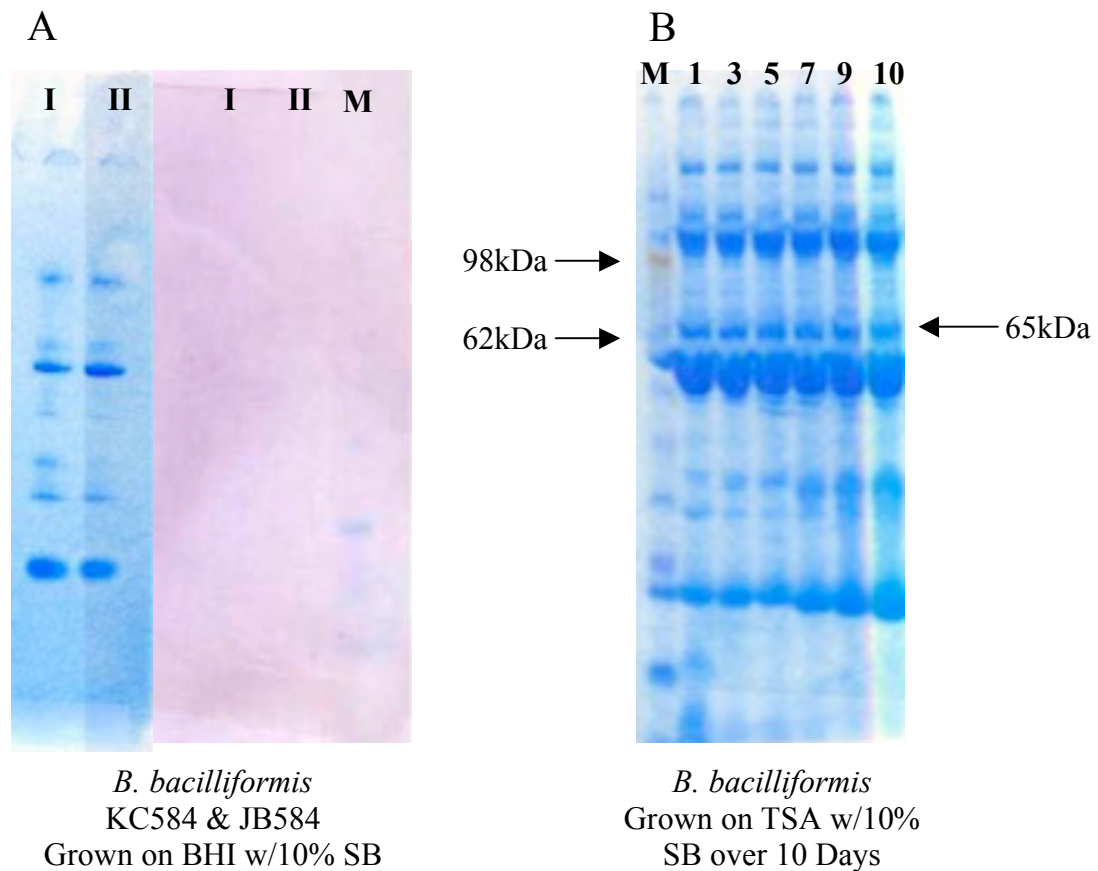 A
B
I II I II M
M 1 3 5 7 9 10
98kDa
62kDa
65kDa
B. bacilliformis
KC584 & JB584
Grown on BHI w/10% SB
B. bacilliformis
Grown on TSA w/10%
SB over 10 Days